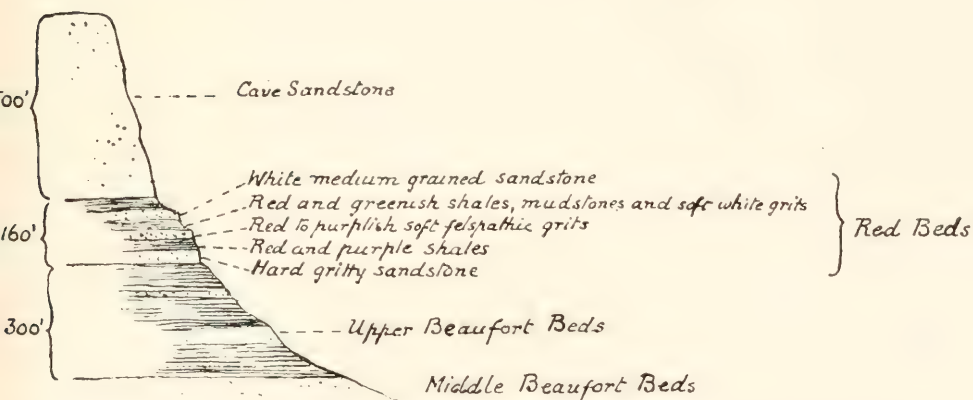 Cave Sandstone
White medium grained sandstone
Red and greenish shales, mudstones and soft white grits
Red to purplish soft felspathic grits
Red Beds
160'
Red and purple shales
Hard gritty sandstone
300'
Upper Beaufort Beds
Middle Beaufort Beds